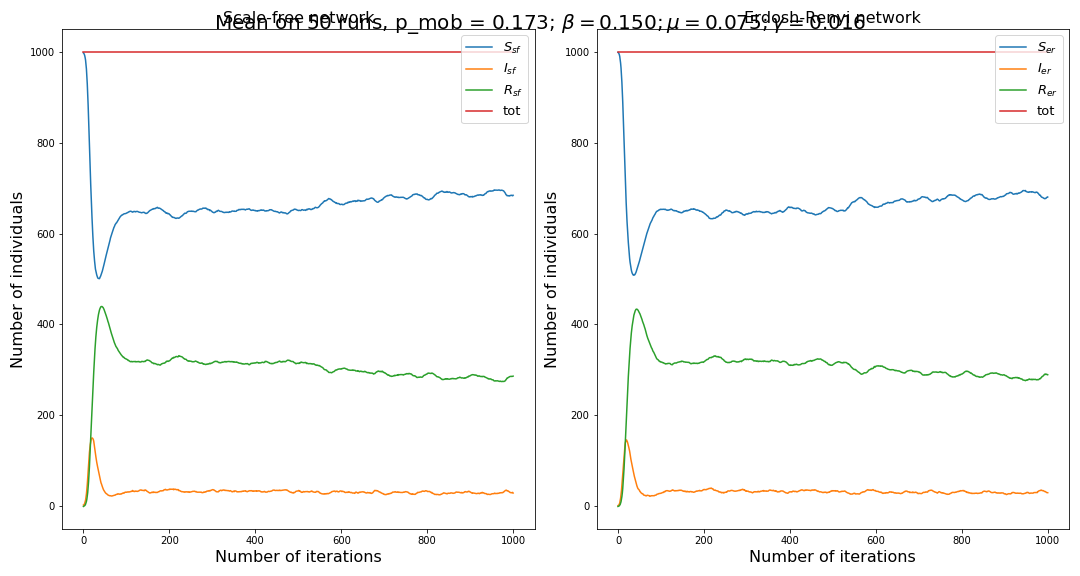 Mean on 50 runs, p_mob = 0.173; β = 0.150; μ = 0.075; γ = 0.016
Scale-free network
Number of individuals
1000
800
600
400
200
0
S_sf
I_sf
R_sf
tot
0 200 400 600 800 1000
Number of iterations
Erdosh-Renyi network
Number of individuals
1000
800
600
400
200
0
S_er
I_er
R_er
tot
0 200 400 600 800 1000
Number of iterations